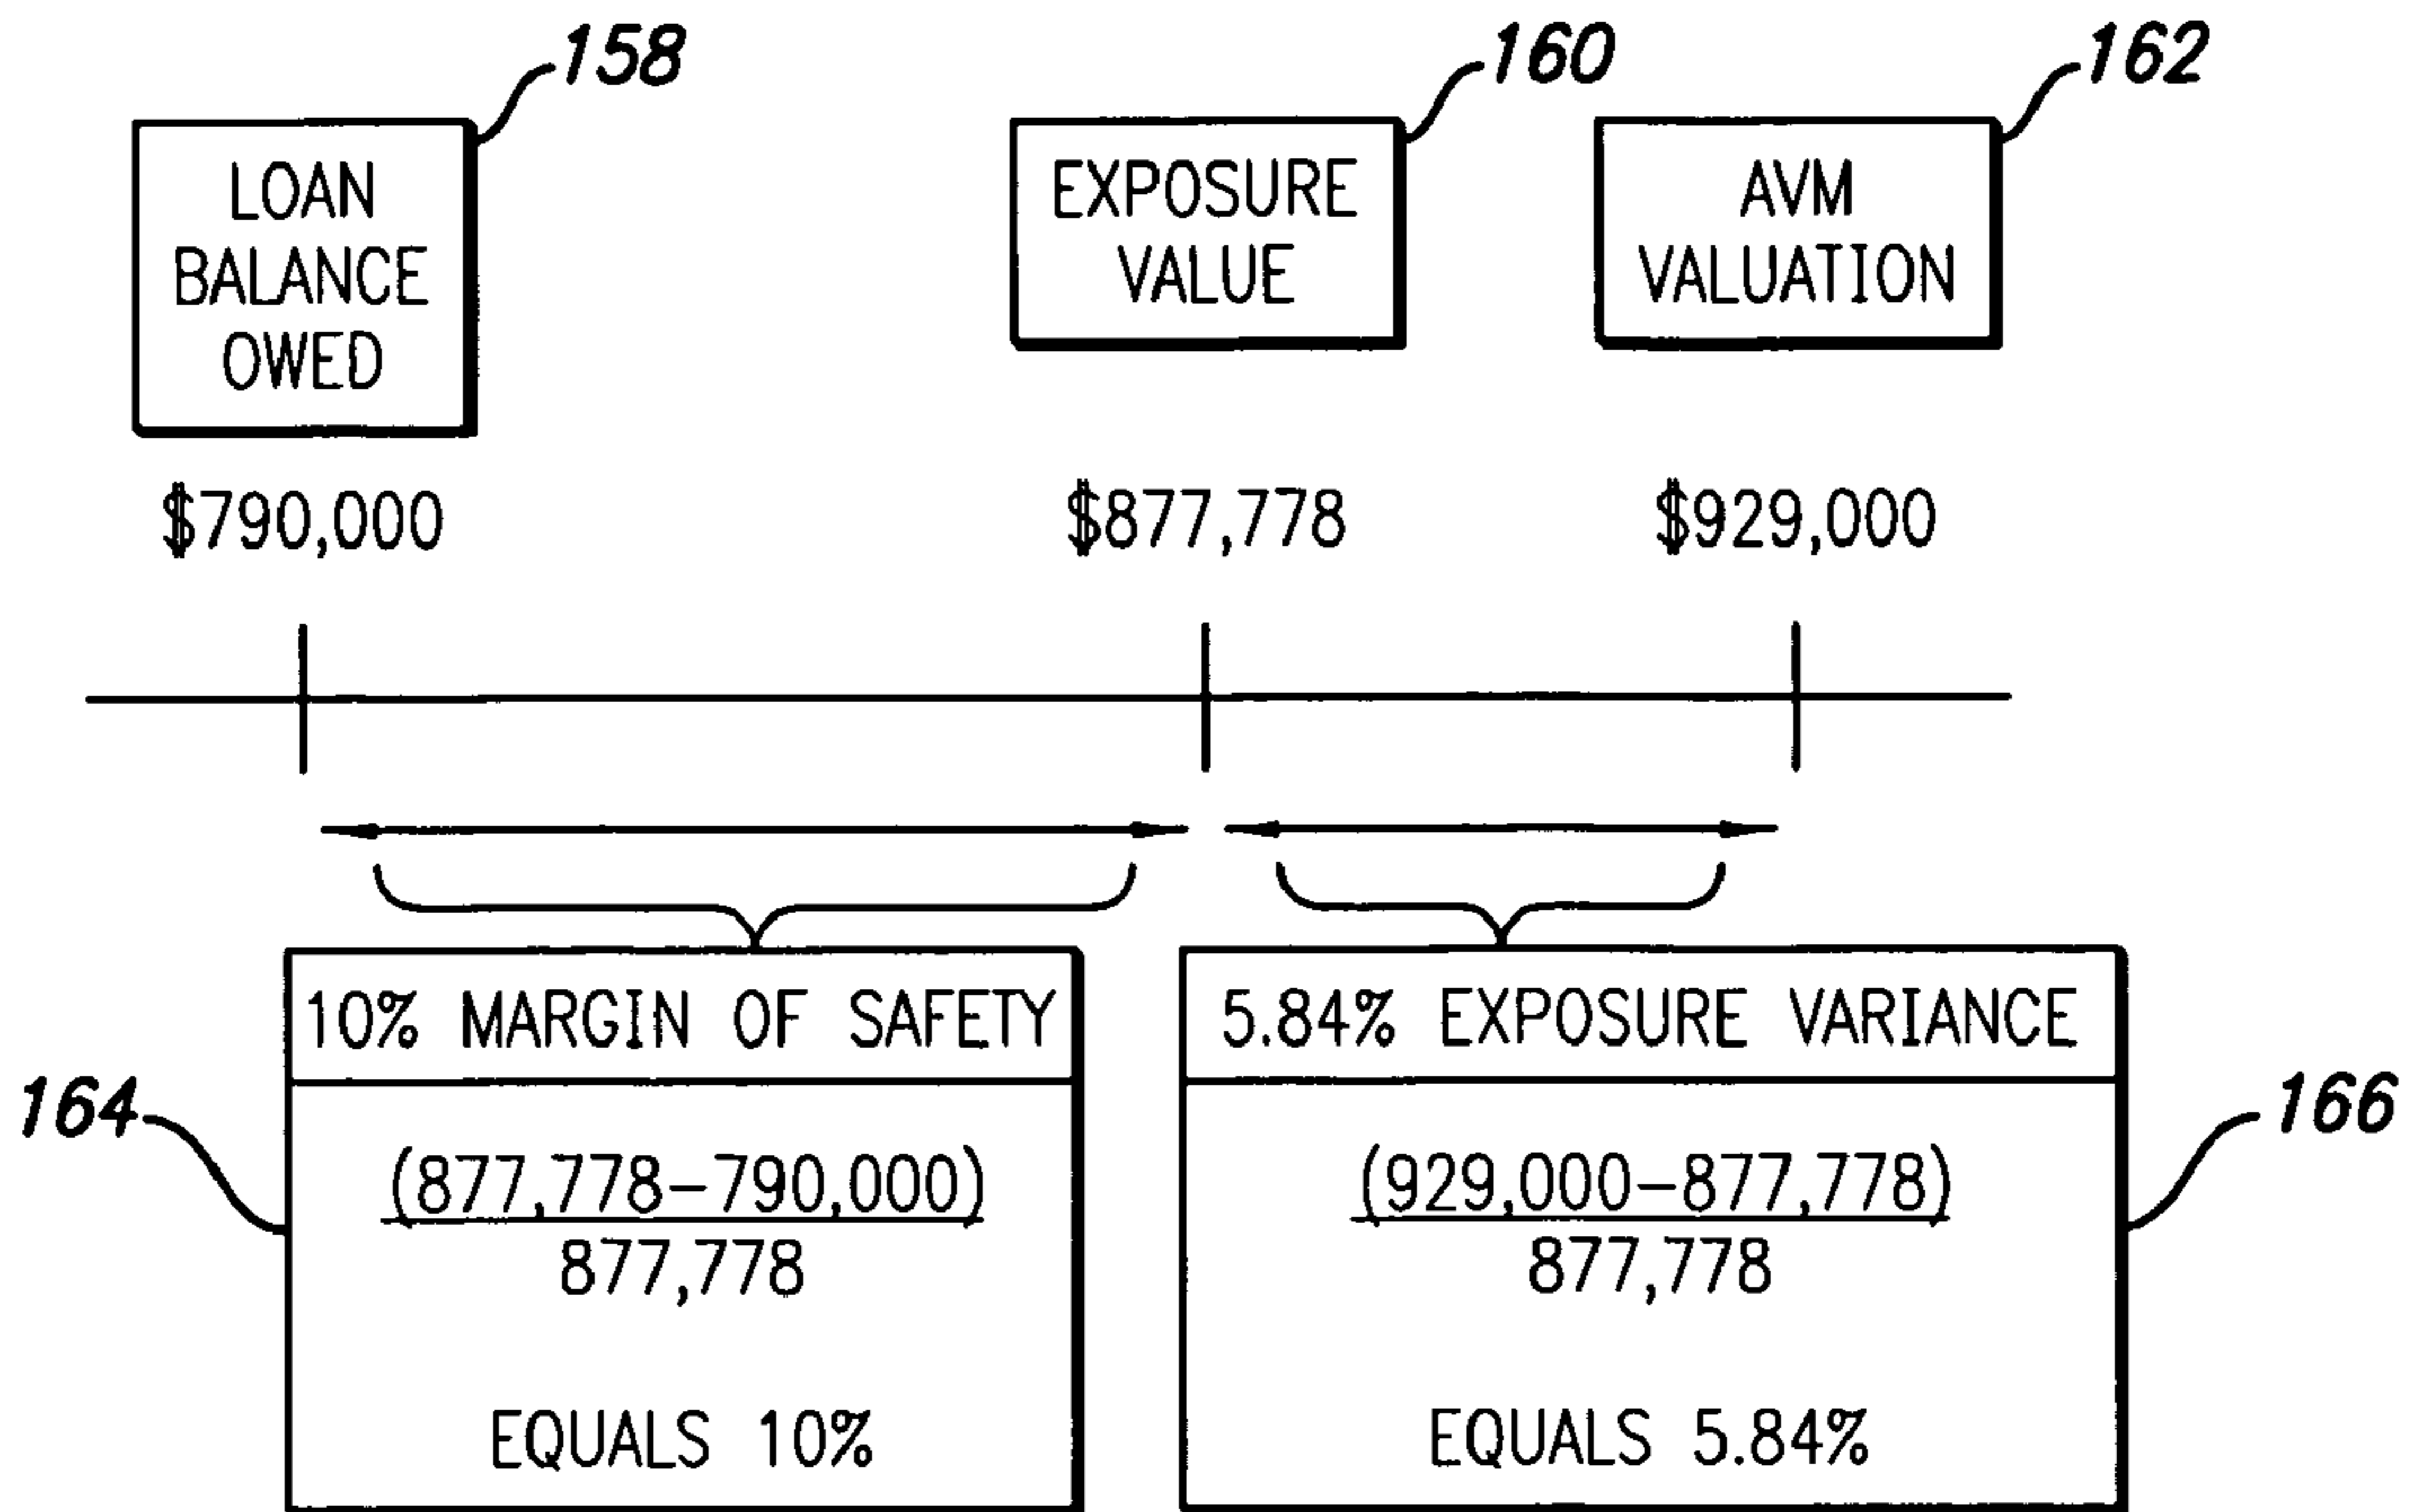 158
160
162
LOAN
BALANCE
OWED
EXPOSURE
VALUE
AVM
VALUATION
$790,000
$877,778
$929,000
10% MARGIN OF SAFETY
5.84% EXPOSURE VARIANCE
164
166
(877,778-790,000)
877,778
EQUALS 10%
(929,000-877,778)
877,778
EQUALS 5.84%